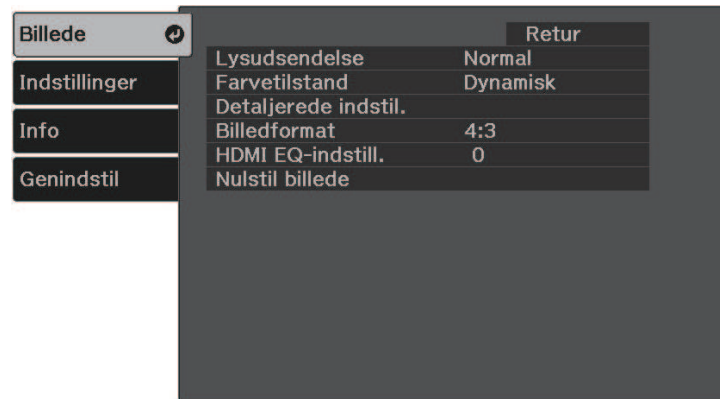 Billede
Indstillinger
Info
Genindstil
Retur
Lysudsendelse Normal
Farvetilstand Dynamisk
Detaljerede indstil.
Billedformat 4:3
HDMI EQ-indstill. 0
Nulstil billede